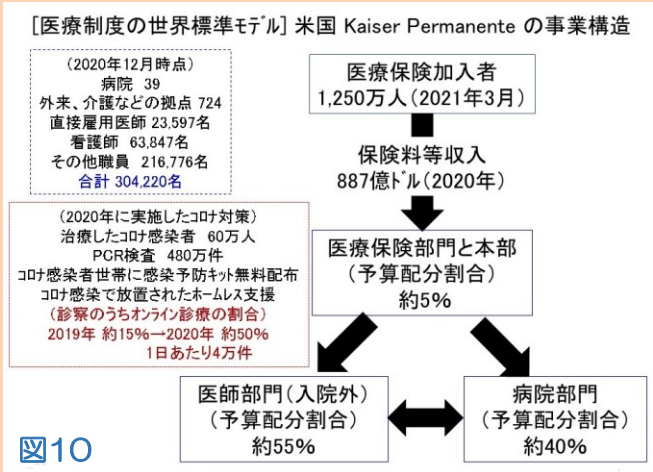 [医療制度の世界標準ﾓﾃﾞﾙ] 米国 Kaiser Permanente の事業構造
(2020年12月時点)
病院 39
外来、介護などの拠点 724
直接雇用医師 23,597名
看護師 63,847名
その他職員 216,776名
合計 304,220名
医療保険加入者
1,250万人(2021年3月)
保険料等収入
887億ﾄﾞﾙ(2020年)
(2020年に実施したコロナ対策)
治療したコロナ感染者 60万人
PCR検査 480万件
コロナ感染者世帯に感染予防キット無料配布
コロナ感染で放置されたホームレス支援
(診察のうちオンライン診療の割合)
2019年 約15%→2020年 約50%
1日あたり4万件
医療保険部門と本部
(予算配分割合)
約5%
医師部門(入院外)
(予算配分割合)
約55%
病院部門
(予算配分割合)
約40%
図10